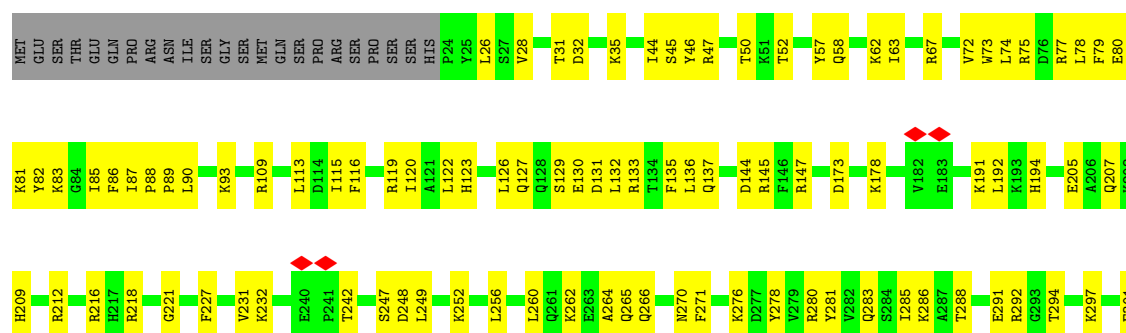 MET GLU SER THR GLU GLN PRO ARG ASN ILE SER GLY SER MET GLN SER PRO ARG SER PRO SER SER HIS P24 Y25 L26 S27 V28 T31 D32 K35 I44 S45 Y46 R47 T50 K51 T52 Y57 Q58 K62 I63 R67 V72 W73 L74 R75 D76 R77 L78 F79 E80
K81 Y82 K83 G84 I85 F86 I87 P88 P89 L90 K93 R109 L113 D114 I115 F116 R119 I120 A121 L122 H123 L126 Q127 Q128 S129 E130 D131 L132 R133 T134 F135 L136 Q137 D144 R145 F146 R147 D173 K178 V182 E183 K191 L192 K193 H194 E205 A206 Q207
H209 R212 R216 H217 R218 G221 F227 V231 K232 E240 P241 T242 S247 D248 L249 K252 L256 L260 Q261 K262 E263 A264 Q265 Q266 N270 F271 K276 D277 Y278 V279 R280 Y281 V282 Q283 S284 I285 K286 A287 T288 E291 R292 G293 T294 K297